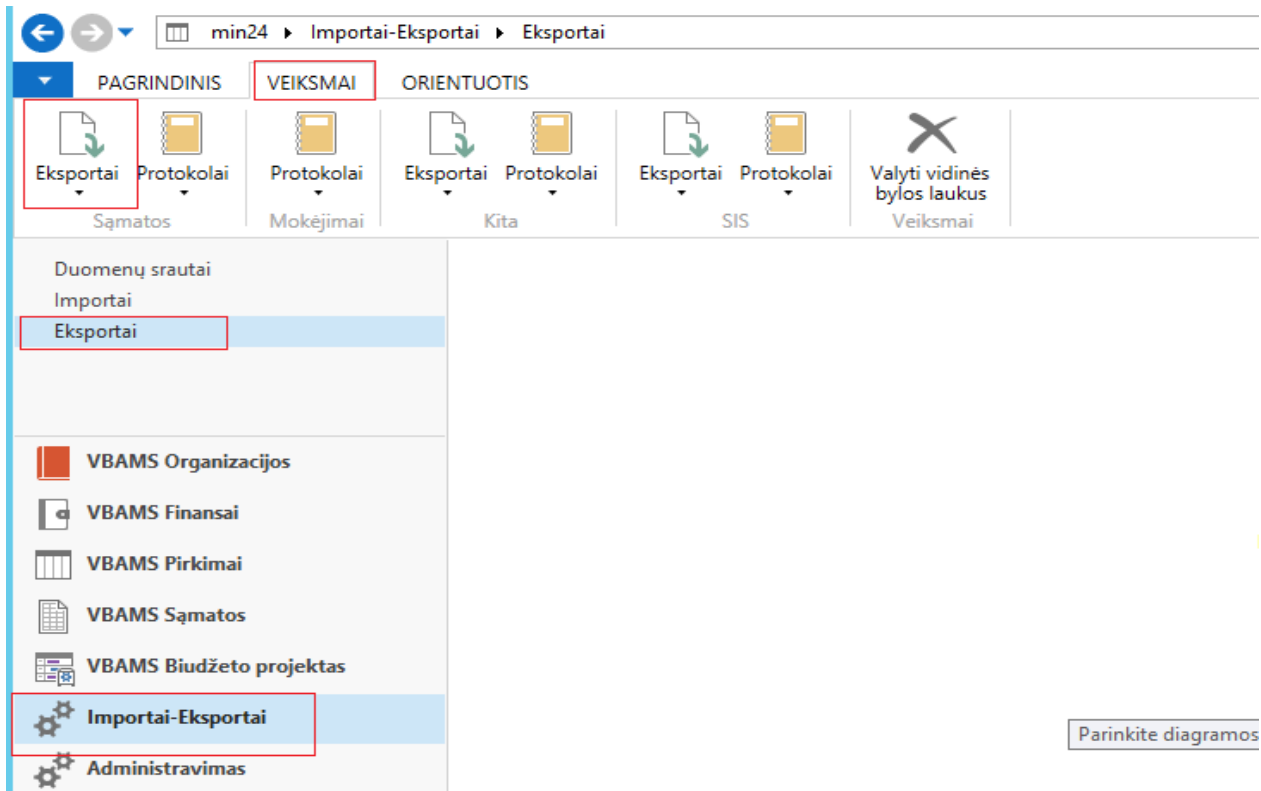 min24 ▸ Importai-Eksportai ▸ Eksportai
PAGRINDINIS VEIKSMAI ORIENTUOTIS
Eksportai Protokolai Protokolai Eksportai Protokolai Eksportai Protokolai Valyti vidinės
bylos laukus
Sąmatos Mokėjimai Kita SIS Veiksmai
Duomenų srautai
Importai
Eksportai
VBAMS Organizacijos
VBAMS Finansai
VBAMS Pirkimai
VBAMS Sąmatos
VBAMS Biudžeto projektas
Importai-Eksportai
Parinkite diagramos
Administravimas